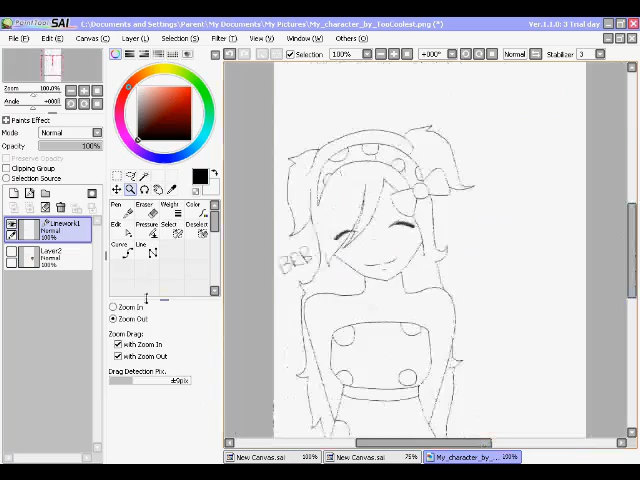 PaintTool SAI C:\Documents and Settings\Parent\My Documents\My Pictures\My_character_by_TooCoolest.png (*) Ver.1.1.0: 3 Trial day
File (F) Edit (E) Canvas (C) Layer (L) Selection (S) Filter (T) View (V) Window (W) Others (O)
Selection 100% +000° Normal Stabilizer 3
Zoom 100.0%
Angle +000
Paints Effect
Mode Normal
Opacity 100%
Preserve Opacity
Clipping Group
Selection Source
Linework1
Normal
100%
Layer2
Normal
100%
Pen Eraser Weight Color
Edit Pressure Select Deselect
Curve Line
Zoom In
Zoom Out
Zoom Drag:
with Zoom In
with Zoom Out
Drag Detection Pix.
±9pix
BRB
New Canvas.sai 100% New Canvas.sai 75% My_character_by_... 100%